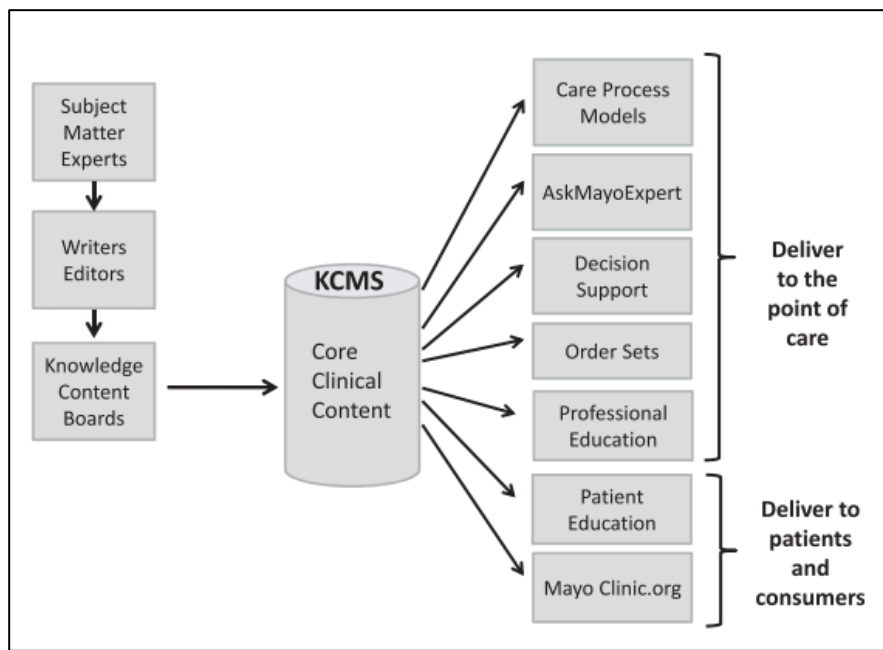 Subject
Matter
Experts
Writers
Editors
Knowledge
Content
Boards
KCMS
Core
Clinical
Content
Care Process
Models
AskMayoExpert
Decision
Support
Order Sets
Professional
Education
Patient
Education
Mayo Clinic.org
Deliver
to the
point of
care
Deliver to
patients
and
consumers